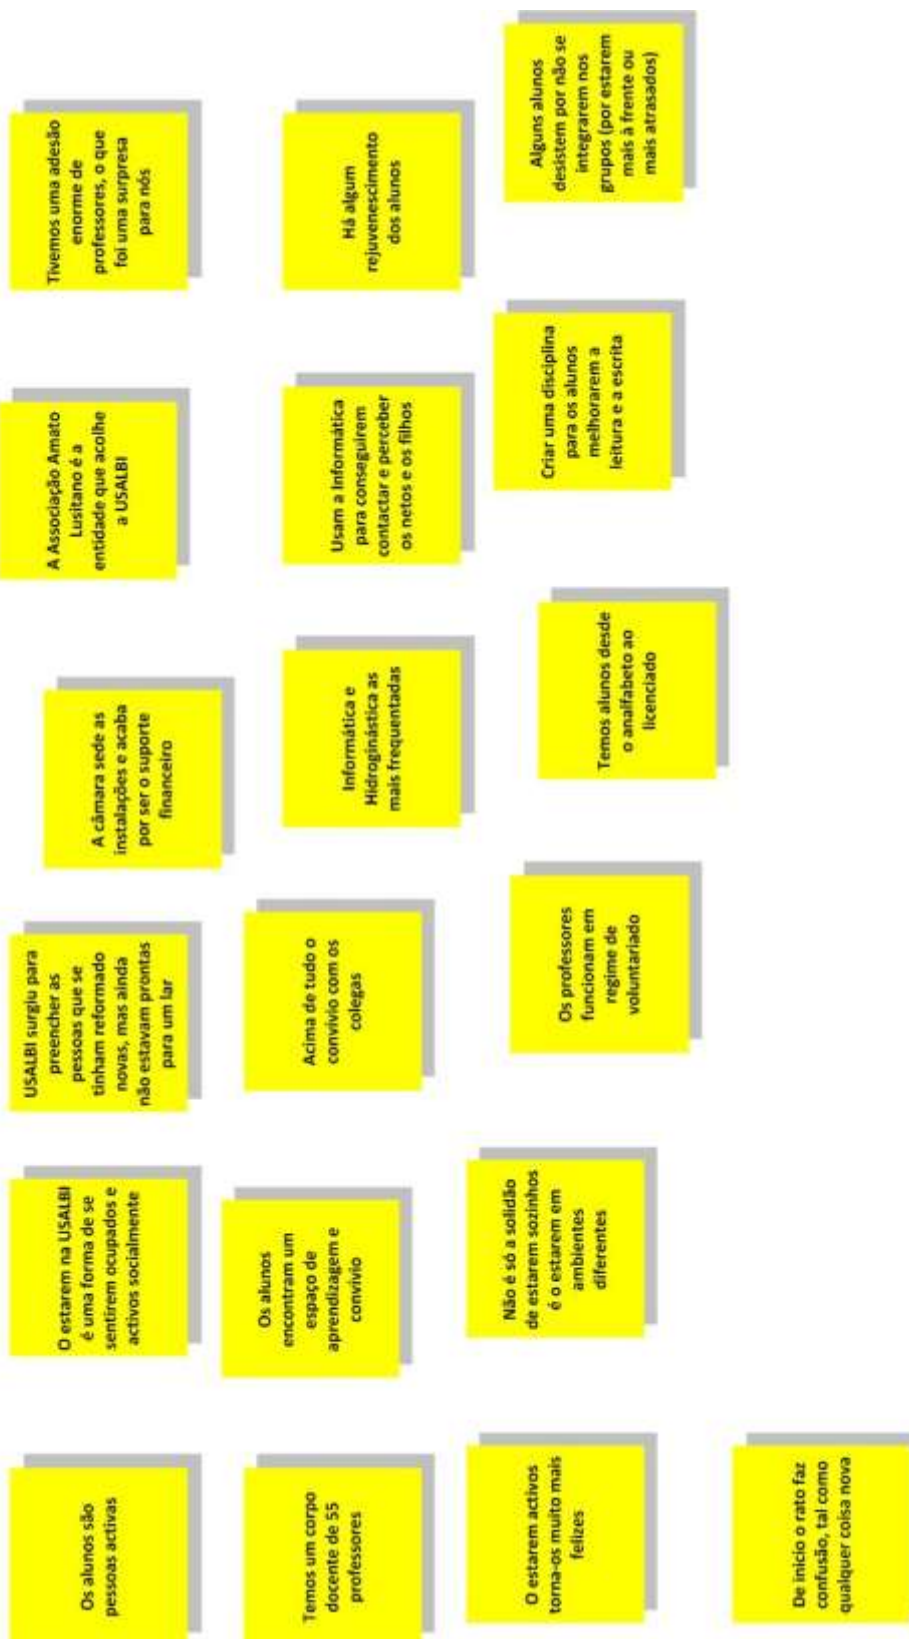 Os alunos são
pessoas activas
O estarem na USALBI
é uma forma de se
sentirem ocupados e
activos socialmente
USALBI surgiu para
preencher as
pessoas que se
tinham reformado
novas, mas ainda
não estavam prontas
para um lar
A câmara sede as
instalações e acaba
por ser o suporte
financeiro
A Associação Amato
Lusitano é a
entidade que acolhe
a USALBI
Tivemos uma adesão
enorme de
professores, o que
foi uma surpresa
para nós
Temos um corpo
docente de 55
professores
Os alunos
encontram um
espaço de
aprendizagem e
convívio
Acima de tudo o
convívio com os
colegas
Informática e
Hidroginástica as
mais frequentadas
Usam a Informática
para conseguirem
contactar e perceber
os netos e os filhos
Há algum
rejuvenescimento
dos alunos
O estarem activos
torna-os muito mais
felizes
Não é só a solidão
de estarem sozinhos
é o estarem em
ambientes
diferentes
Os professores
funcionam em
regime de
voluntariado
Temos alunos desde
o analfabeto ao
licenciado
Criar uma disciplina
para os alunos
melhorarem a
leitura e a escrita
Alguns alunos
desistem por não se
integrarem nos
grupos (por estarem
mais à frente ou
mais atrasados)
De inicio o rato faz
confusão, tal como
qualquer coisa nova